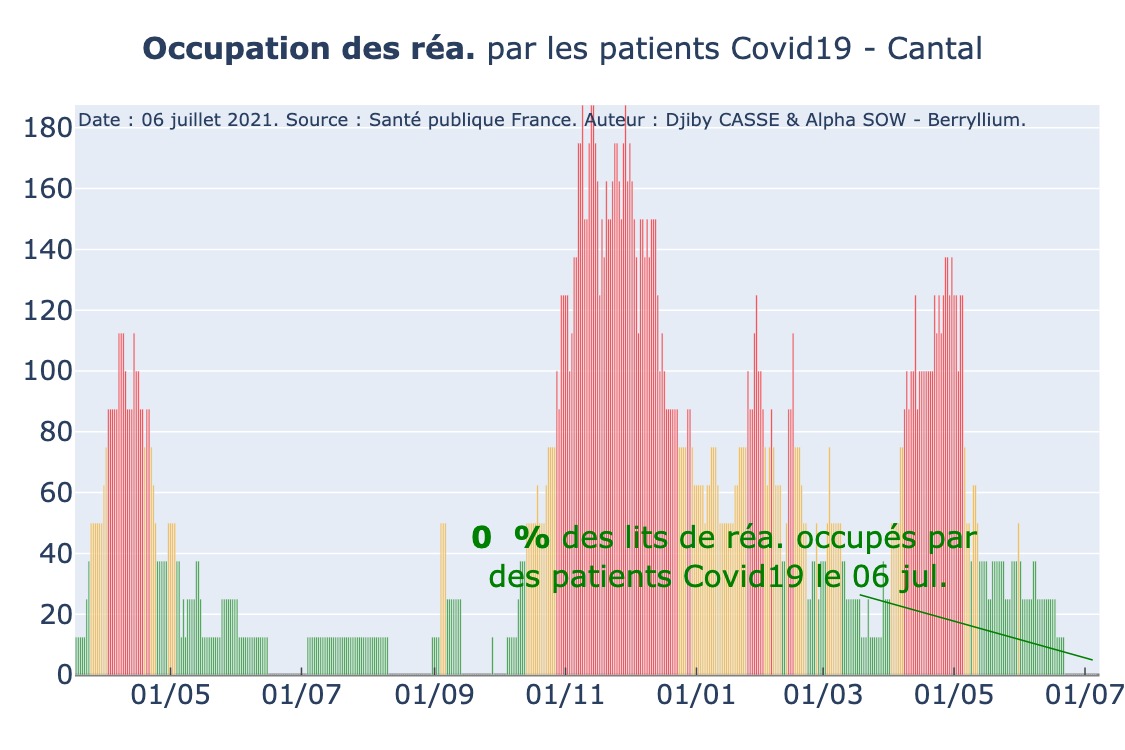 Occupation des réa. par les patients Covid19 - Cantal
Date : 06 juillet 2021. Source : Santé publique France. Auteur : Djiby CASSE & Alpha SOW - Berryllium.
180
160
140
120
100
80
60
40
20
0
0 % des lits de réa. occupés par
des patients Covid19 le 06 jul.
01/05 01/07 01/09 01/11 01/01 01/03 01/05 01/07